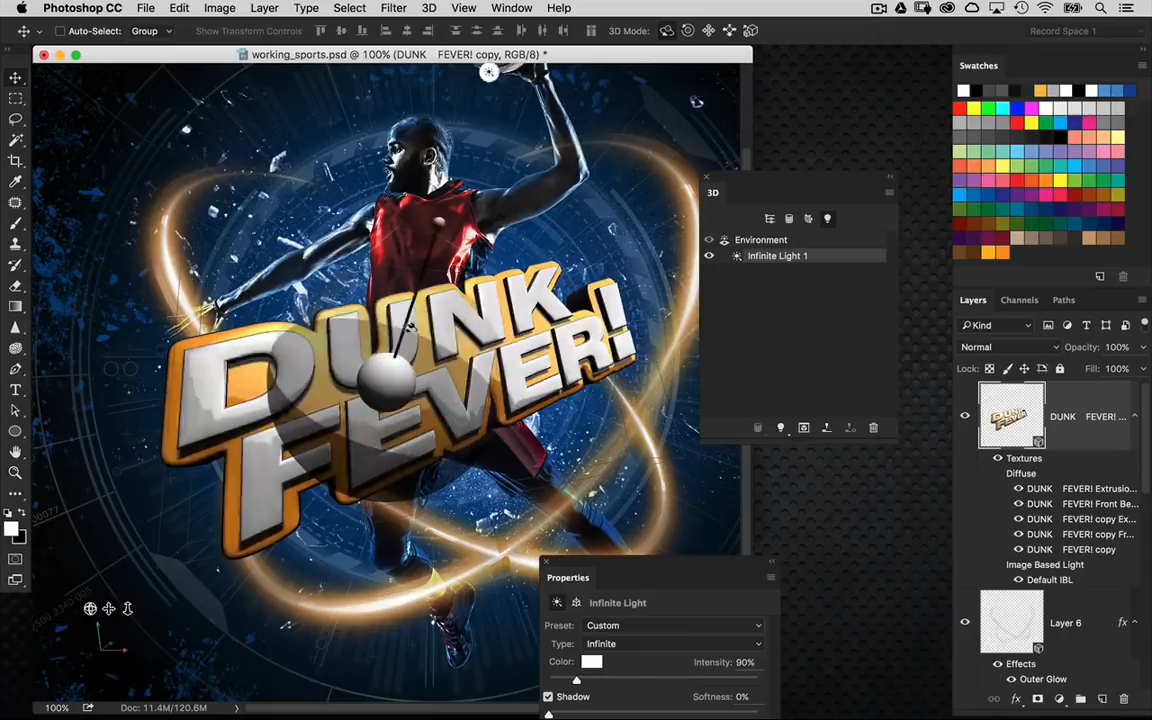 Photoshop CC File Edit Image Layer Type Select Filter 3D View Window Help
Auto-Select: Group Show Transform Controls 3D Mode: Record Space 1
working_sports.psd @ 100% (DUNK FEVER! copy, RGB/8) *
Swatches
3D
Environment
Infinite Light 1
DUNK
FEVER!
Layers Channels Paths
Kind
Normal Opacity: 100%
Lock: Fill: 100%
DUNK FEVER! ...
Textures
Diffuse
DUNK FEVER! Extrusio...
DUNK FEVER! Front Be...
DUNK FEVER! copy Ex...
DUNK FEVER! copy Fr...
DUNK FEVER! copy
Image Based Light
Default IBL
Layer 6 fx
Effects
Outer Glow
Properties
Infinite Light
Preset: Custom
Type: Infinite
Color: Intensity: 90%
Shadow Softness: 0%
100% Doc: 11.4M/120.6M